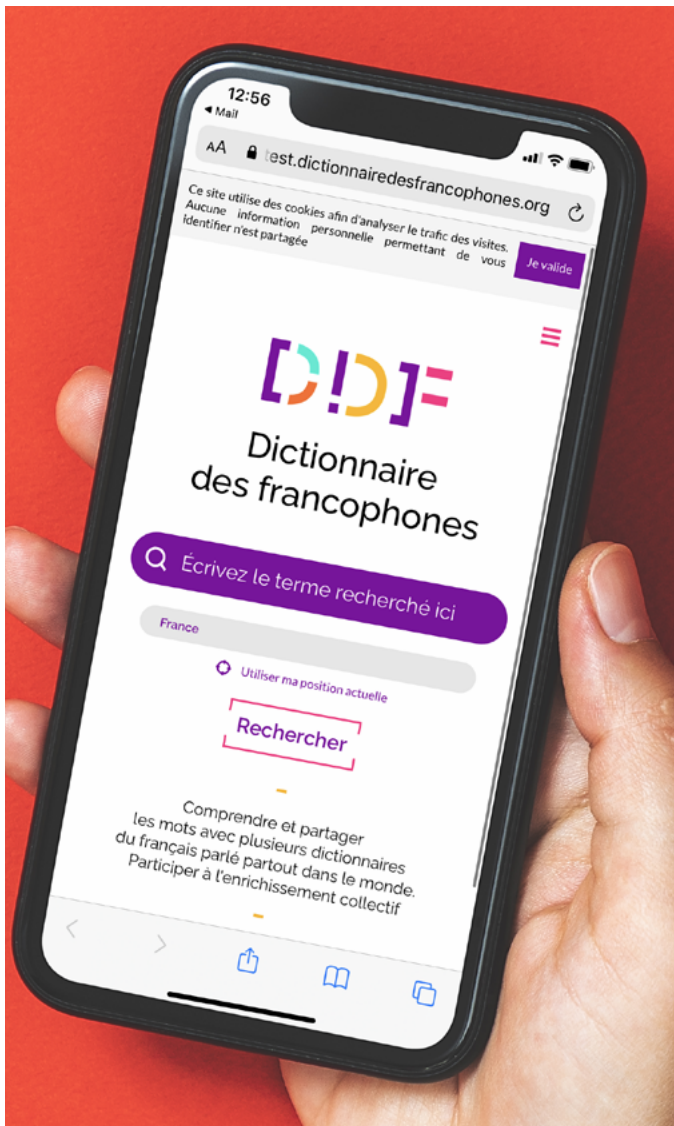 12:56
Mail
AA test.dictionnairedesfrancophones.org
Ce site utilise des cookies afin d'analyser le trafic des visites.
Aucune information personnelle permettant de vous
identifier n'est partagée
Je valide
[D!D]F
Dictionnaire
des francophones
Écrivez le terme recherché ici
France
Utiliser ma position actuelle
Rechercher
Comprendre et partager
les mots avec plusieurs dictionnaires
du français parlé partout dans le monde.
Participer à l'enrichissement collectif